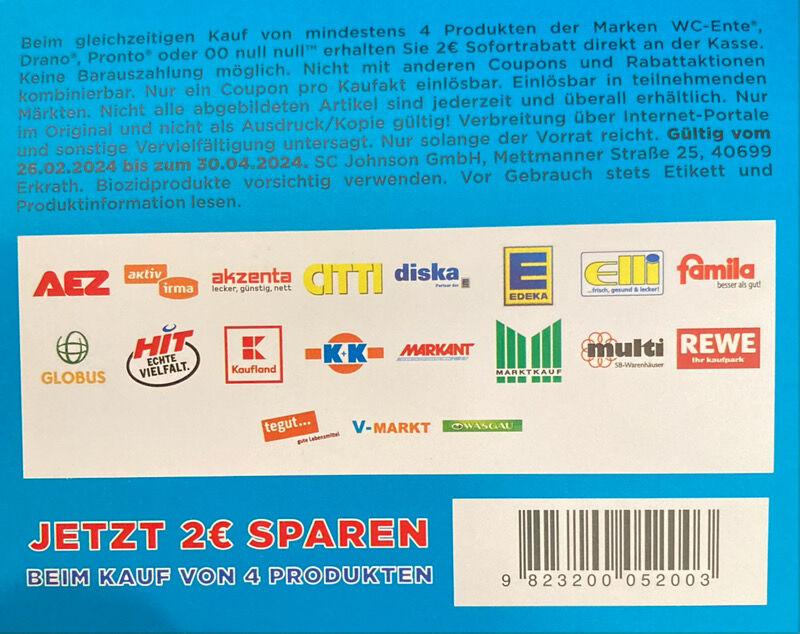 Beim gleichzeitigen Kauf von mindestens 4 Produkten der Marken WC-Ente®,
Drano®, Pronto® oder 00 null null™ erhalten Sie 2€ Sofortrabatt direkt an der Kasse.
Keine Barauszahlung möglich. Nicht mit anderen Coupons und Rabattaktionen
kombinierbar. Nur ein Coupon pro Kaufakt einlösbar. Einlösbar in teilnehmenden
Märkten. Nicht alle abgebildeten Artikel sind jederzeit und überall erhältlich. Nur
im Original und nicht als Ausdruck/Kopie gültig! Verbreitung über Internet-Portale
und sonstige Vervielfältigung untersagt. Nur solange der Vorrat reicht. Gültig vom
26.02.2024 bis zum 30.04.2024. SC Johnson GmbH, Mettmanner Straße 25, 40699
Erkrath. Biozidprodukte vorsichtig verwenden. Vor Gebrauch stets Etikett und
Produktinformation lesen.
AEZ
aktiv
irma
akzenta
lecker, günstig, nett
CITTI
diska
Partner der
E
EDEKA
elli
...frisch, gesund & lecker!
famila
besser als gut!
GLOBUS
HIT
ECHTE
VIELFALT.
K
Kaufland
K+K
MARKANT
MARKTKAUF
multi
SB-Warenhäuser
REWE
Ihr Kaufpark
tegut...
gute Lebensmittel
V-MARKT
WASGAU
JETZT 2€ SPAREN
BEIM KAUF VON 4 PRODUKTEN
9 823200 052003